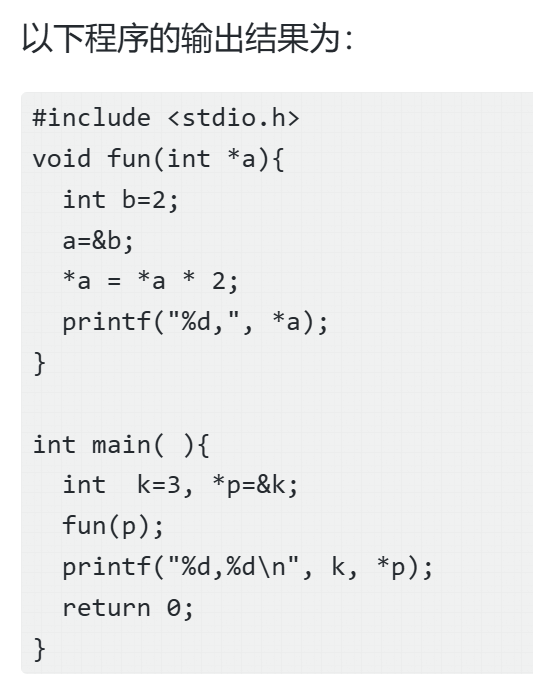 以下程序的输出结果为：
#include <stdio.h>
void fun(int *a){
  int b=2;
  a=&b;
  *a = *a * 2;
  printf("%d,", *a);
}

int main( ){
  int  k=3, *p=&k;
  fun(p);
  printf("%d,%d\n", k, *p);
  return 0;
}